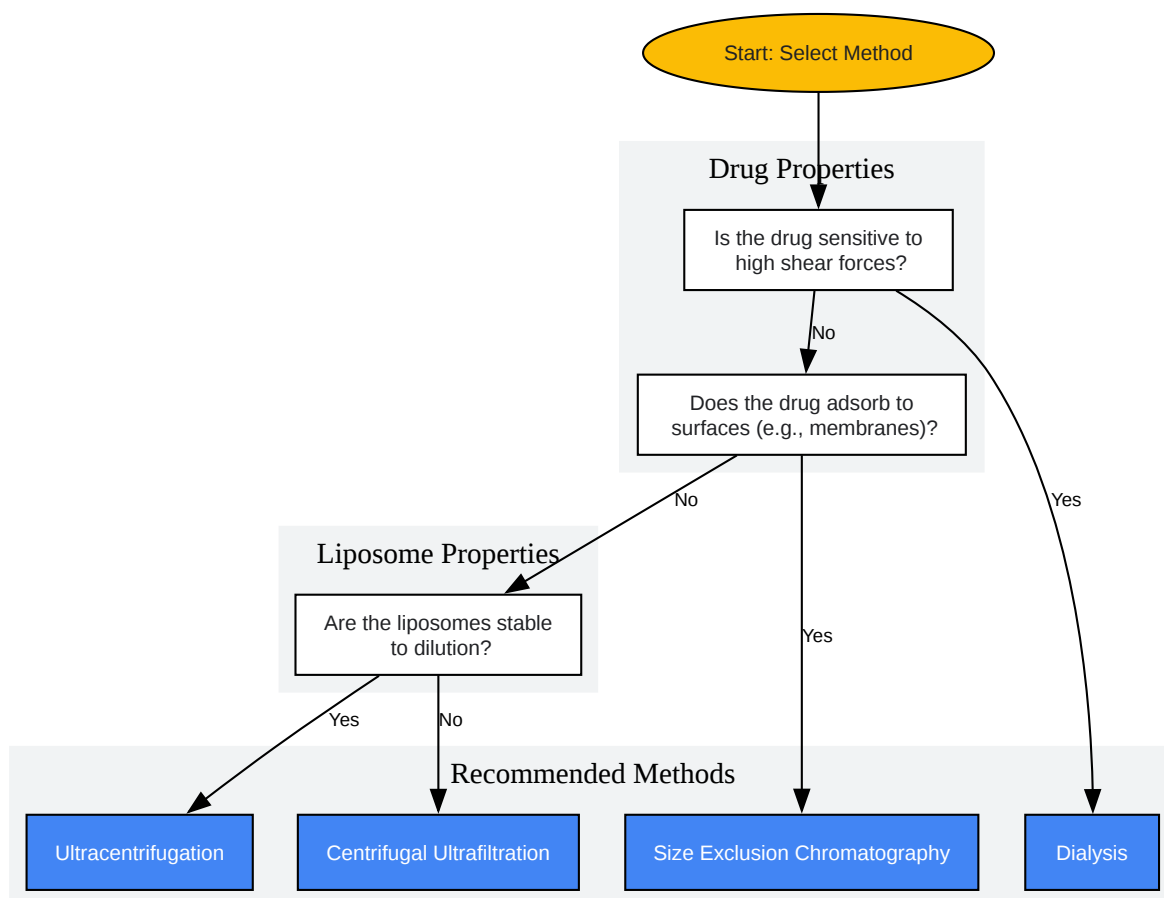 Start: Select Method
Drug Properties
Is the drug sensitive to
high shear forces?
No
Does the drug adsorb to
surfaces (e.g., membranes)?
No
Yes
Liposome Properties
Are the liposomes stable
to dilution?
Yes
Yes
No
Recommended Methods
Ultracentrifugation
Centrifugal Ultrafiltration
Size Exclusion Chromatography
Dialysis